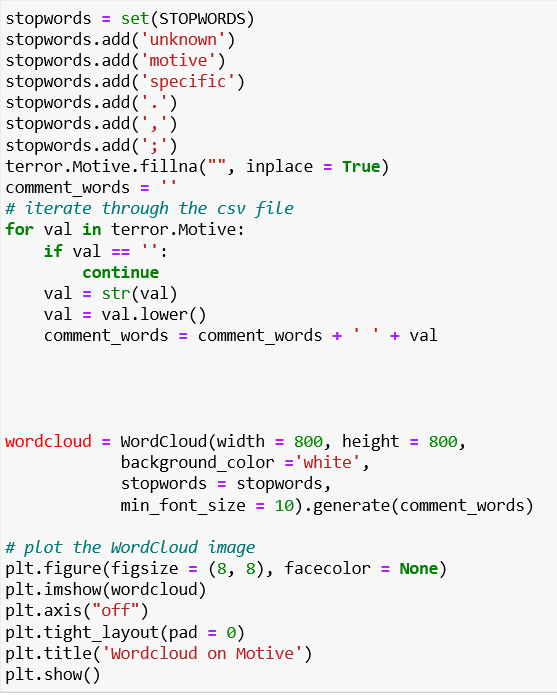 stopwords = set(STOPWORDS)
stopwords.add('unknown')
stopwords.add('motive')
stopwords.add('specific')
stopwords.add('.')
stopwords.add(',')
stopwords.add(';')
terror.Motive.fillna("", inplace = True)
comment_words = ''
# iterate through the csv file
for val in terror.Motive:
    if val == '':
        continue
    val = str(val)
    val = val.lower()
    comment_words = comment_words + ' ' + val
wordcloud = WordCloud(width = 800, height = 800,
            background_color ='white',
            stopwords = stopwords,
            min_font_size = 10).generate(comment_words)
# plot the WordCloud image
plt.figure(figsize = (8, 8), facecolor = None)
plt.imshow(wordcloud)
plt.axis("off")
plt.tight_layout(pad = 0)
plt.title('Wordcloud on Motive')
plt.show()